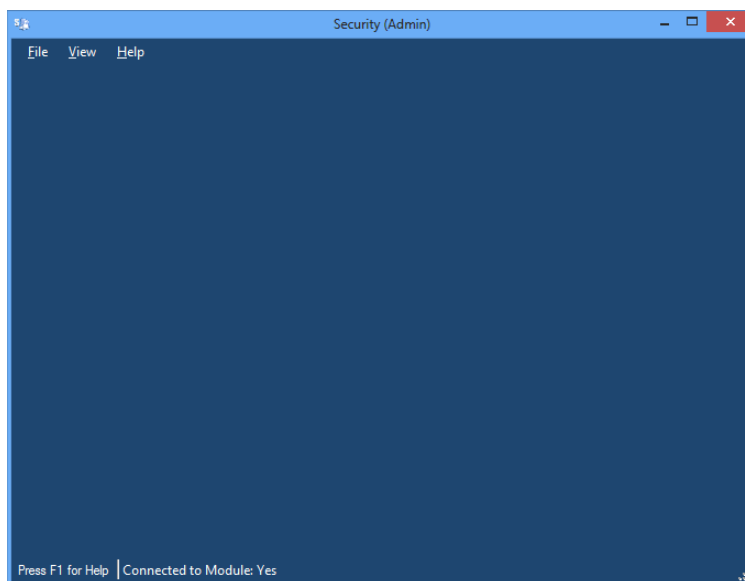 Security (Admin)
File View Help
Press F1 for Help Connected to Module: Yes